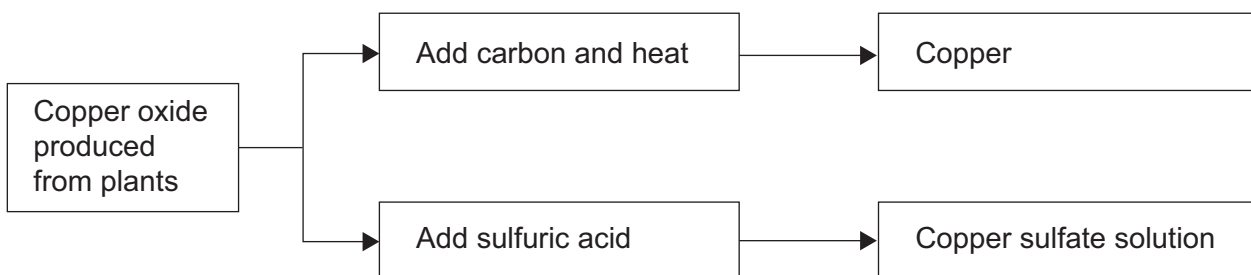 Add carbon and heat
Copper
Copper oxide
produced
from plants
Add sulfuric acid
Copper sulfate solution